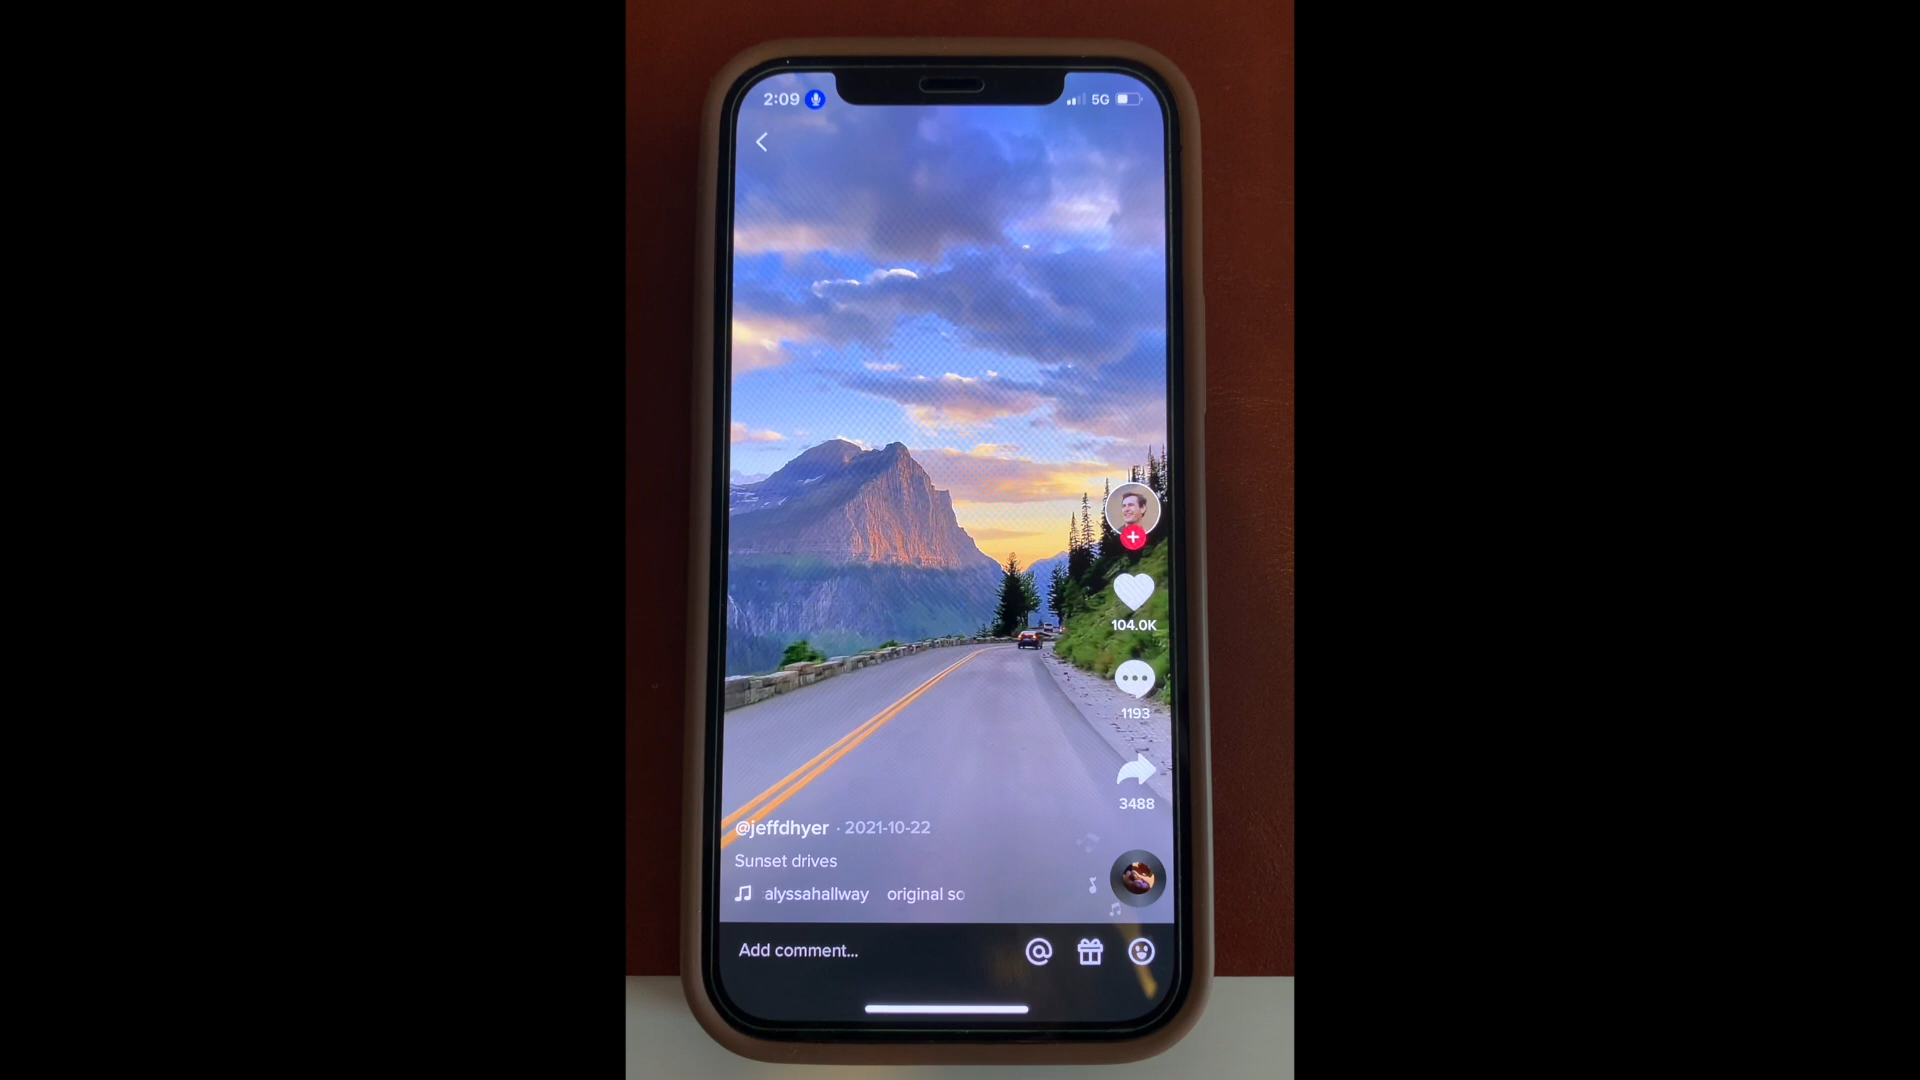 2:09 5G
104.0K
1193
3488
@jeffdhyer · 2021-10-22
Sunset drives
alyssahallway original so
Add comment...